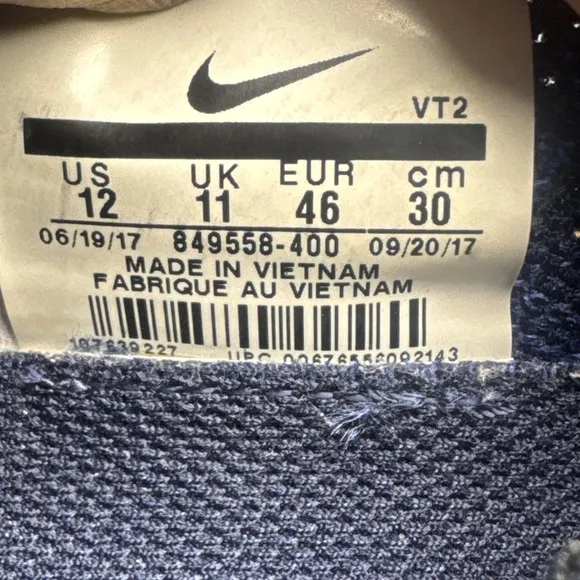 VT2
US UK EUR cm
12 11 46 30
06/19/17 849558-400 09/20/17
MADE IN VIETNAM
FABRIQUE AU VIETNAM
UPC